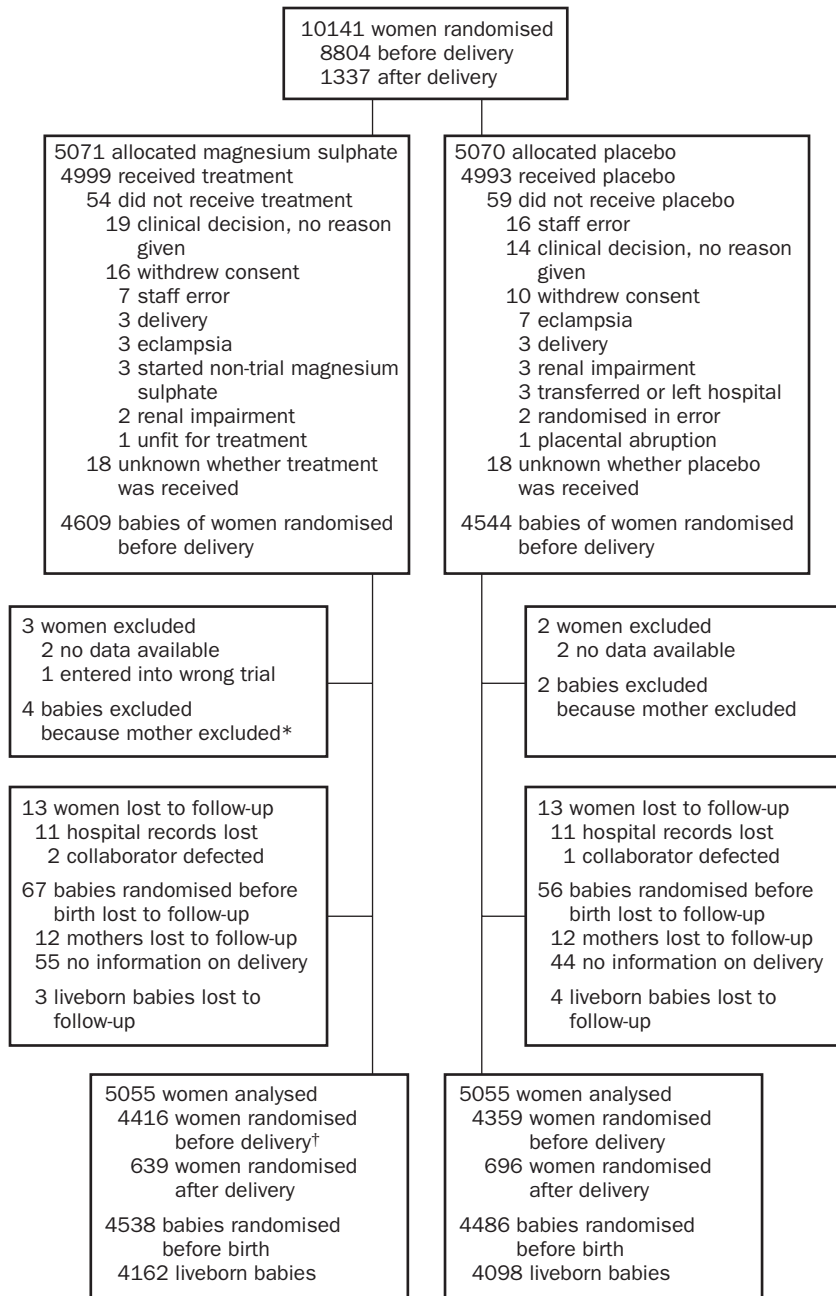 10141 women randomised
8804 before delivery
1337 after delivery
5071 allocated magnesium sulphate
4999 received treatment
54 did not receive treatment
19 clinical decision, no reason
given
16 withdrew consent
7 staff error
3 delivery
3 eclampsia
3 started non-trial magnesium
sulphate
2 renal impairment
1 unfit for treatment
18 unknown whether treatment
was received
4609 babies of women randomised
before delivery
5070 allocated placebo
4993 received placebo
59 did not receive placebo
16 staff error
14 clinical decision, no reason
given
10 withdrew consent
7 eclampsia
3 delivery
3 renal impairment
3 transferred or left hospital
2 randomised in error
1 placental abruption
18 unknown whether placebo
was received
4544 babies of women randomised
before delivery
3 women excluded
2 no data available
1 entered into wrong trial
4 babies excluded
because mother excluded*
2 women excluded
2 no data available
2 babies excluded
because mother excluded
13 women lost to follow-up
11 hospital records lost
2 collaborator defected
67 babies randomised before
birth lost to follow-up
12 mothers lost to follow-up
55 no information on delivery
3 liveborn babies lost to
follow-up
13 women lost to follow-up
11 hospital records lost
1 collaborator defected
56 babies randomised before
birth lost to follow-up
12 mothers lost to follow-up
44 no information on delivery
4 liveborn babies lost to
follow-up
5055 women analysed
4416 women randomised
before delivery†
639 women randomised
after delivery
4538 babies randomised
before birth
4162 liveborn babies
5055 women analysed
4359 women randomised
before delivery
696 women randomised
after delivery
4486 babies randomised
before birth
4098 liveborn babies